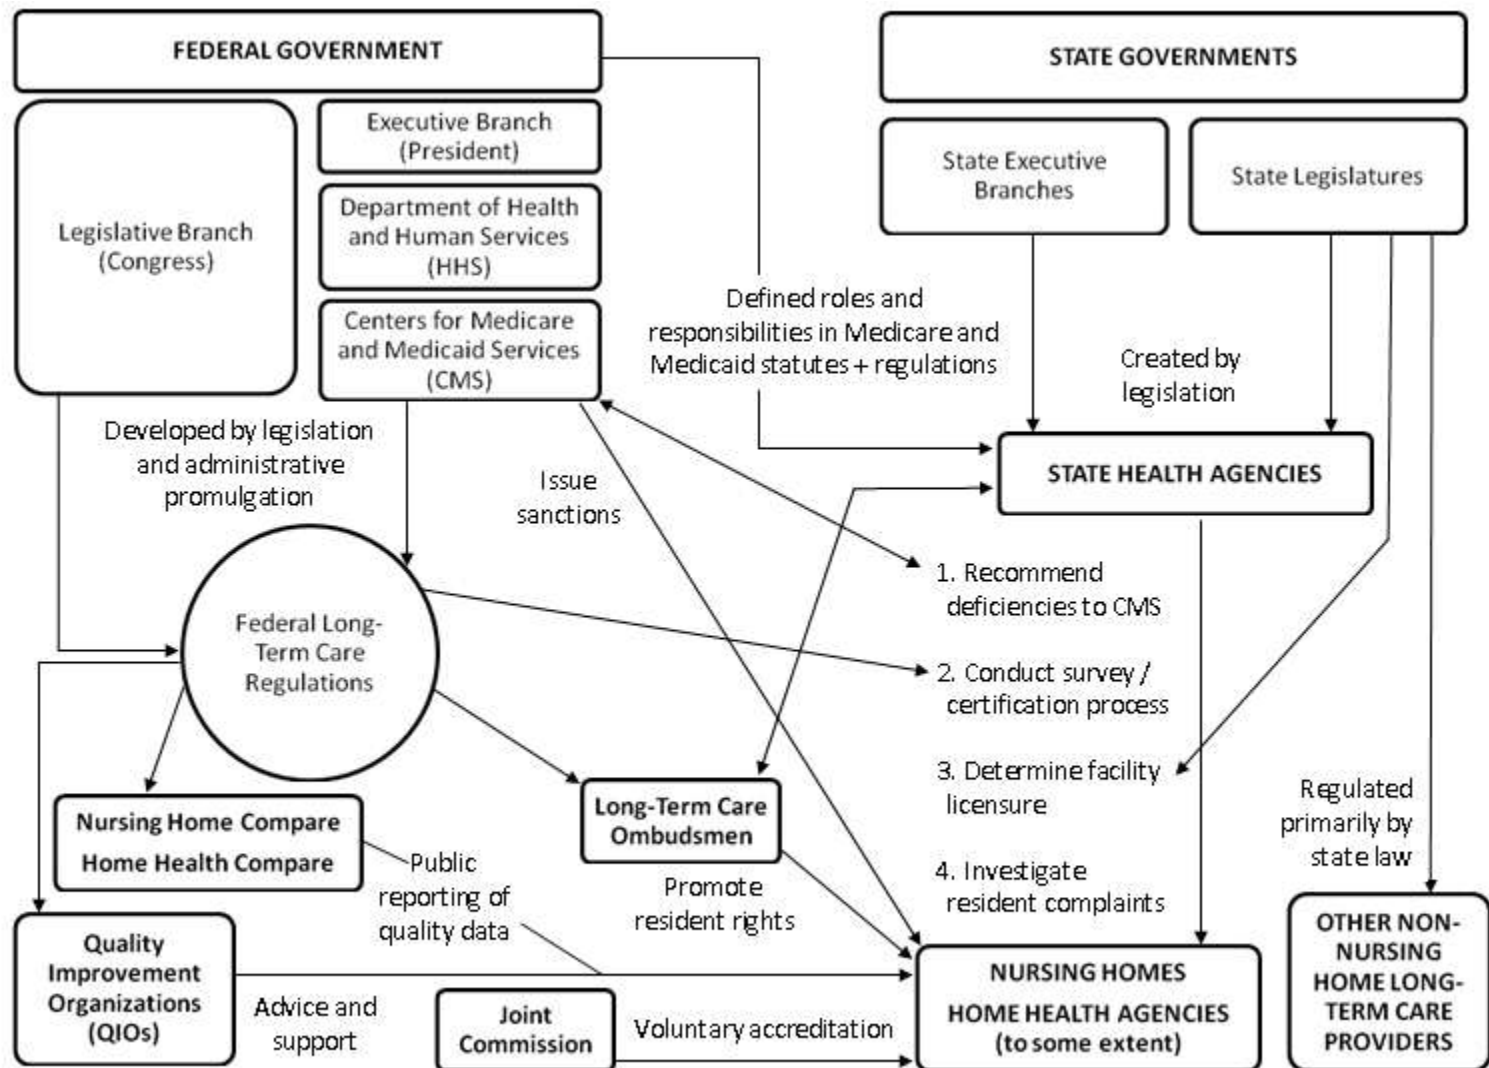 FEDERAL GOVERNMENT
STATE GOVERNMENTS
Legislative Branch
(Congress)
Executive Branch
(President)
Department of Health
and Human Services
(HHS)
Centers for Medicare
and Medicaid Services
(CMS)
State Executive
Branches
State Legislatures
Defined roles and
responsibilities in Medicare and
Medicaid statutes + regulations
Created by
legislation
Developed by legislation
and administrative
promulgation
Issue
sanctions
STATE HEALTH AGENCIES
Federal Long-
Term Care
Regulations
1. Recommend
deficiencies to CMS
2. Conduct survey /
certification process
3. Determine facility
licensure
4. Investigate
resident complaints
Regulated
primarily by
state law
Nursing Home Compare
Home Health Compare
Long-Term Care
Ombudsmen
Public
reporting of
quality data
Promote
resident rights
Quality
Improvement
Organizations
(QIOs)
Advice and
support
Joint
Commission
Voluntary accreditation
NURSING HOMES
HOME HEALTH AGENCIES
(to some extent)
OTHER NON-
NURSING
HOME LONG-
TERM CARE
PROVIDERS